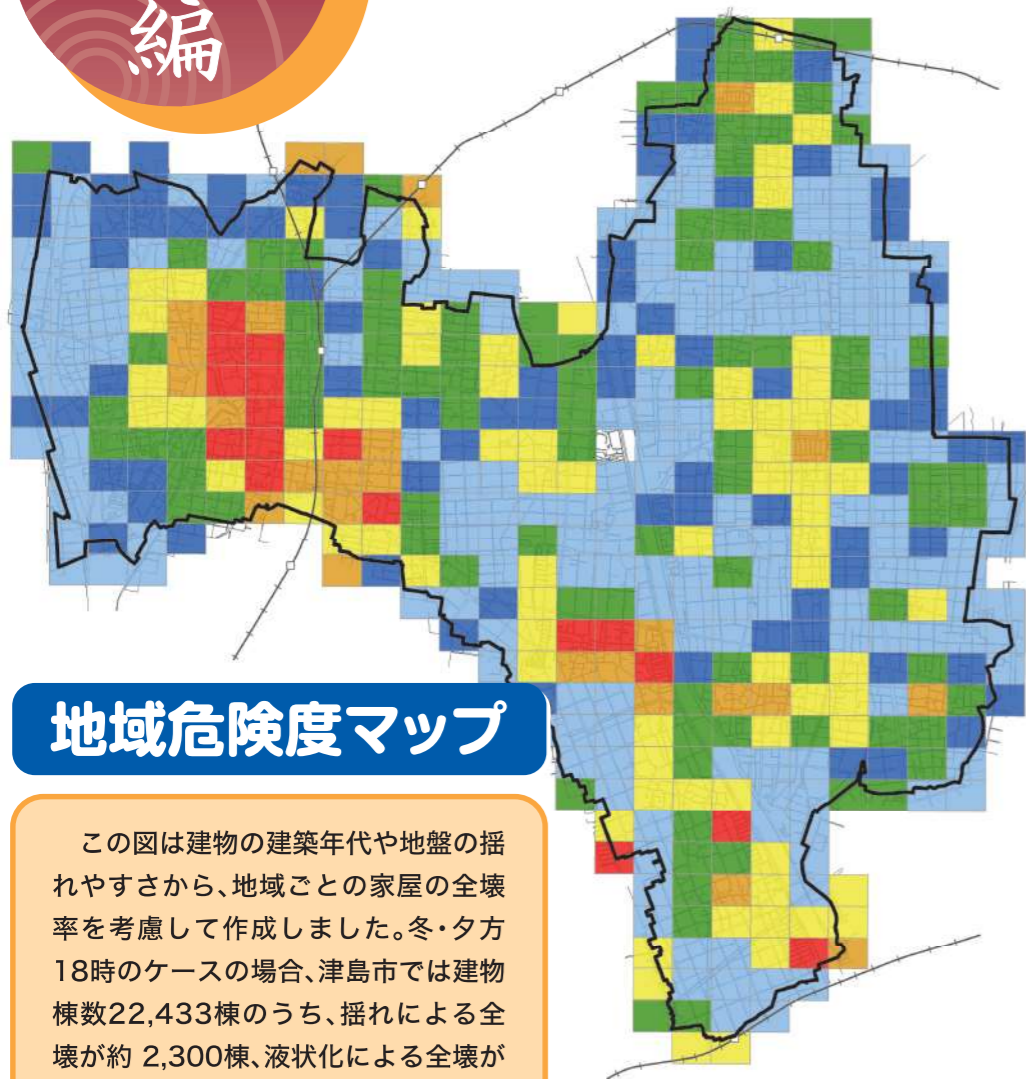 編
地域危険度マップ
　この図は建物の建築年代や地盤の揺
れやすさから、地域ごとの家屋の全壊
率を考慮して作成しました。冬・夕方
18時のケースの場合、津島市では建物
棟数22,433棟のうち、揺れによる全
壊が約 2,300棟、液状化による全壊が